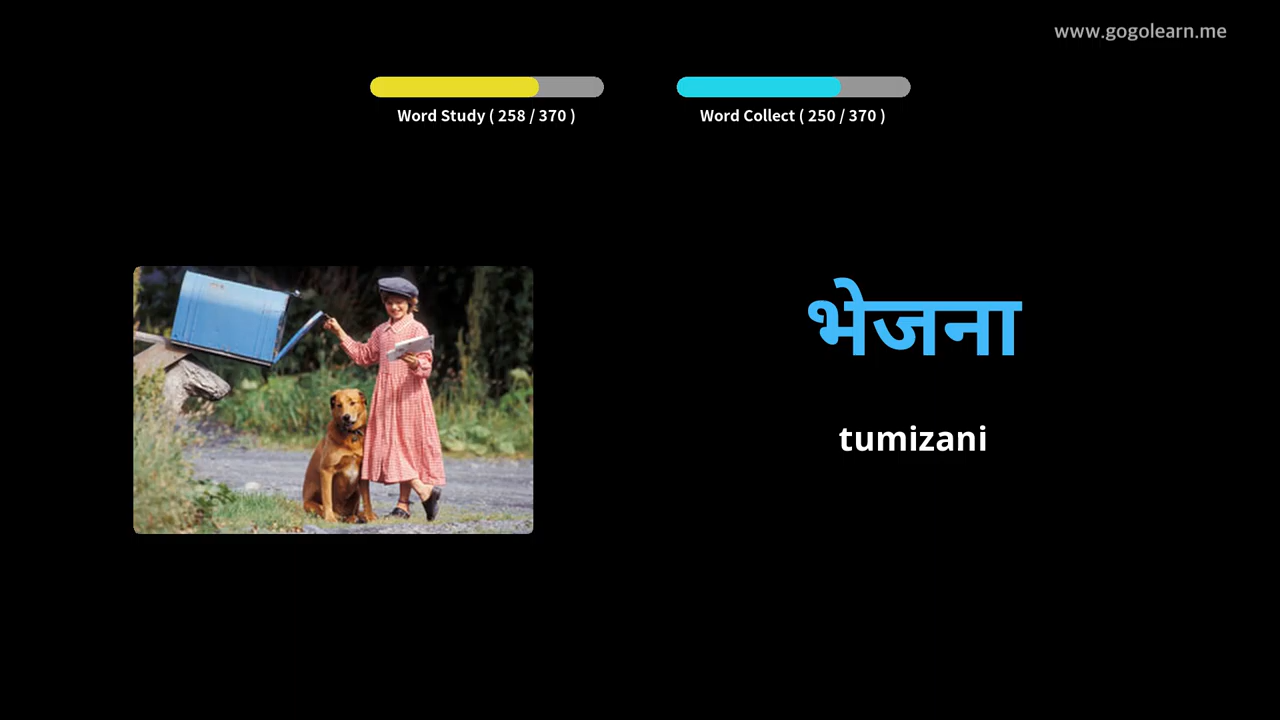 www.gogolearn.me
Word Study ( 258 / 370 )
Word Collect ( 250 / 370 )
भेजना
tumizani